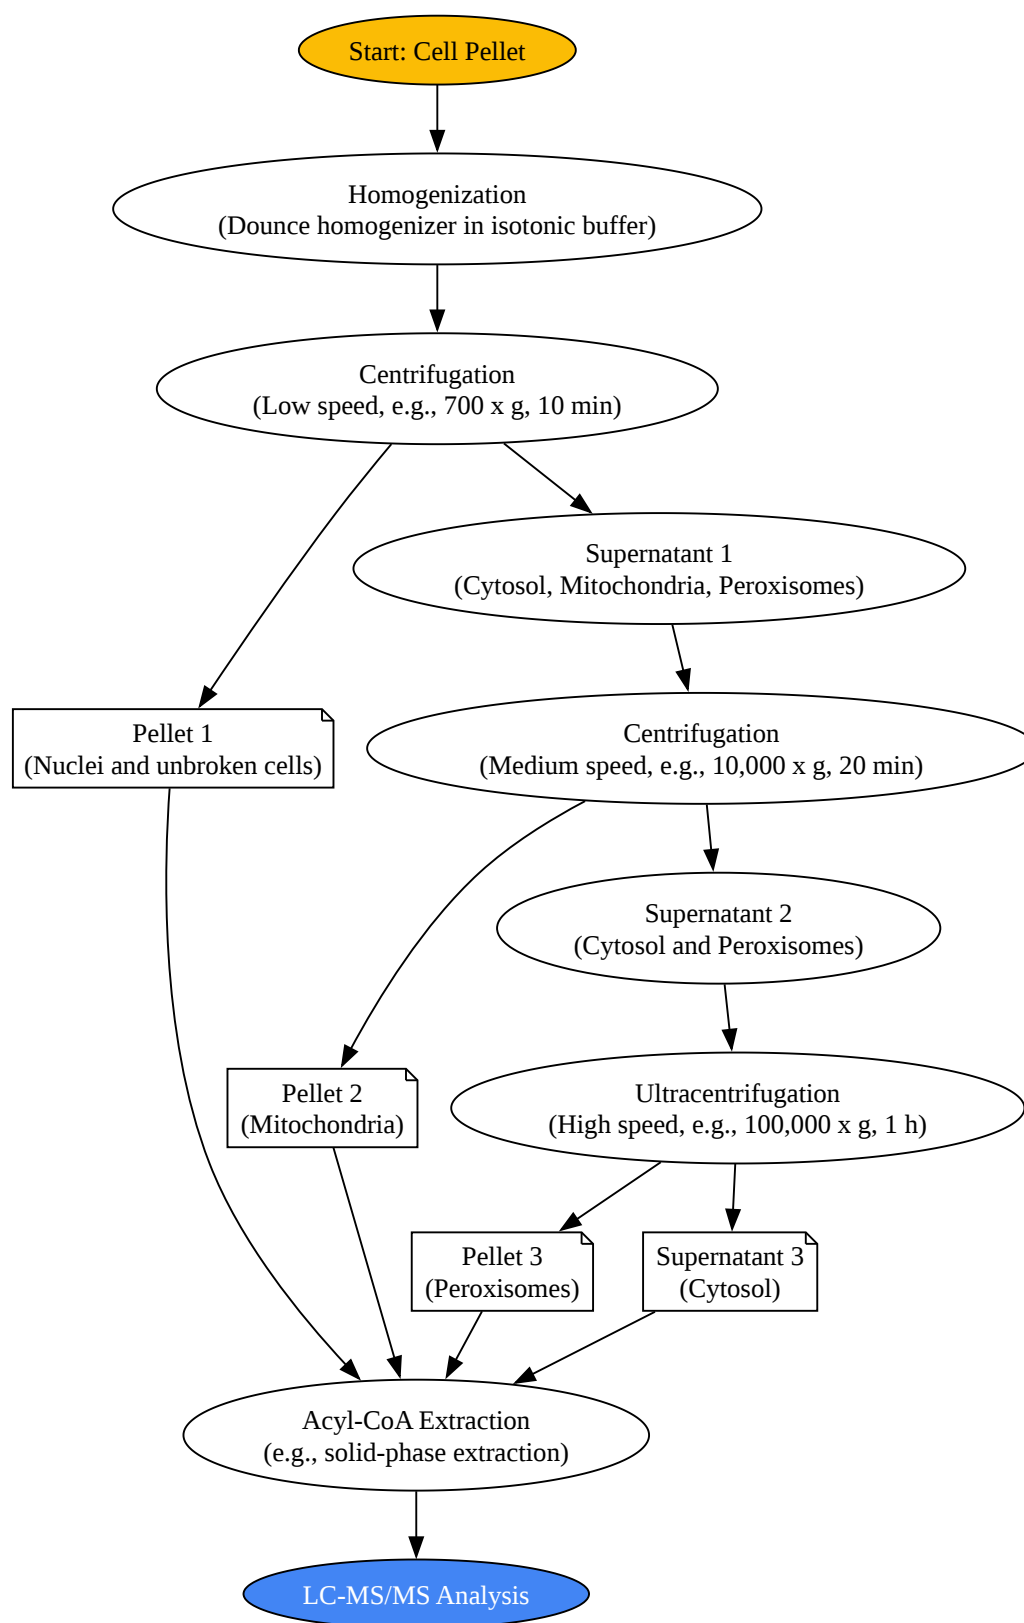 Start: Cell Pellet
Homogenization
(Dounce homogenizer in isotonic buffer)
Centrifugation
(Low speed, e.g., 700 x g, 10 min)
Supernatant 1
(Cytosol, Mitochondria, Peroxisomes)
Pellet 1
(Nuclei and unbroken cells)
Centrifugation
(Medium speed, e.g., 10,000 x g, 20 min)
Supernatant 2
(Cytosol and Peroxisomes)
Pellet 2
(Mitochondria)
Ultracentrifugation
(High speed, e.g., 100,000 x g, 1 h)
Pellet 3
(Peroxisomes)
Supernatant 3
(Cytosol)
Acyl-CoA Extraction
(e.g., solid-phase extraction)
LC-MS/MS Analysis